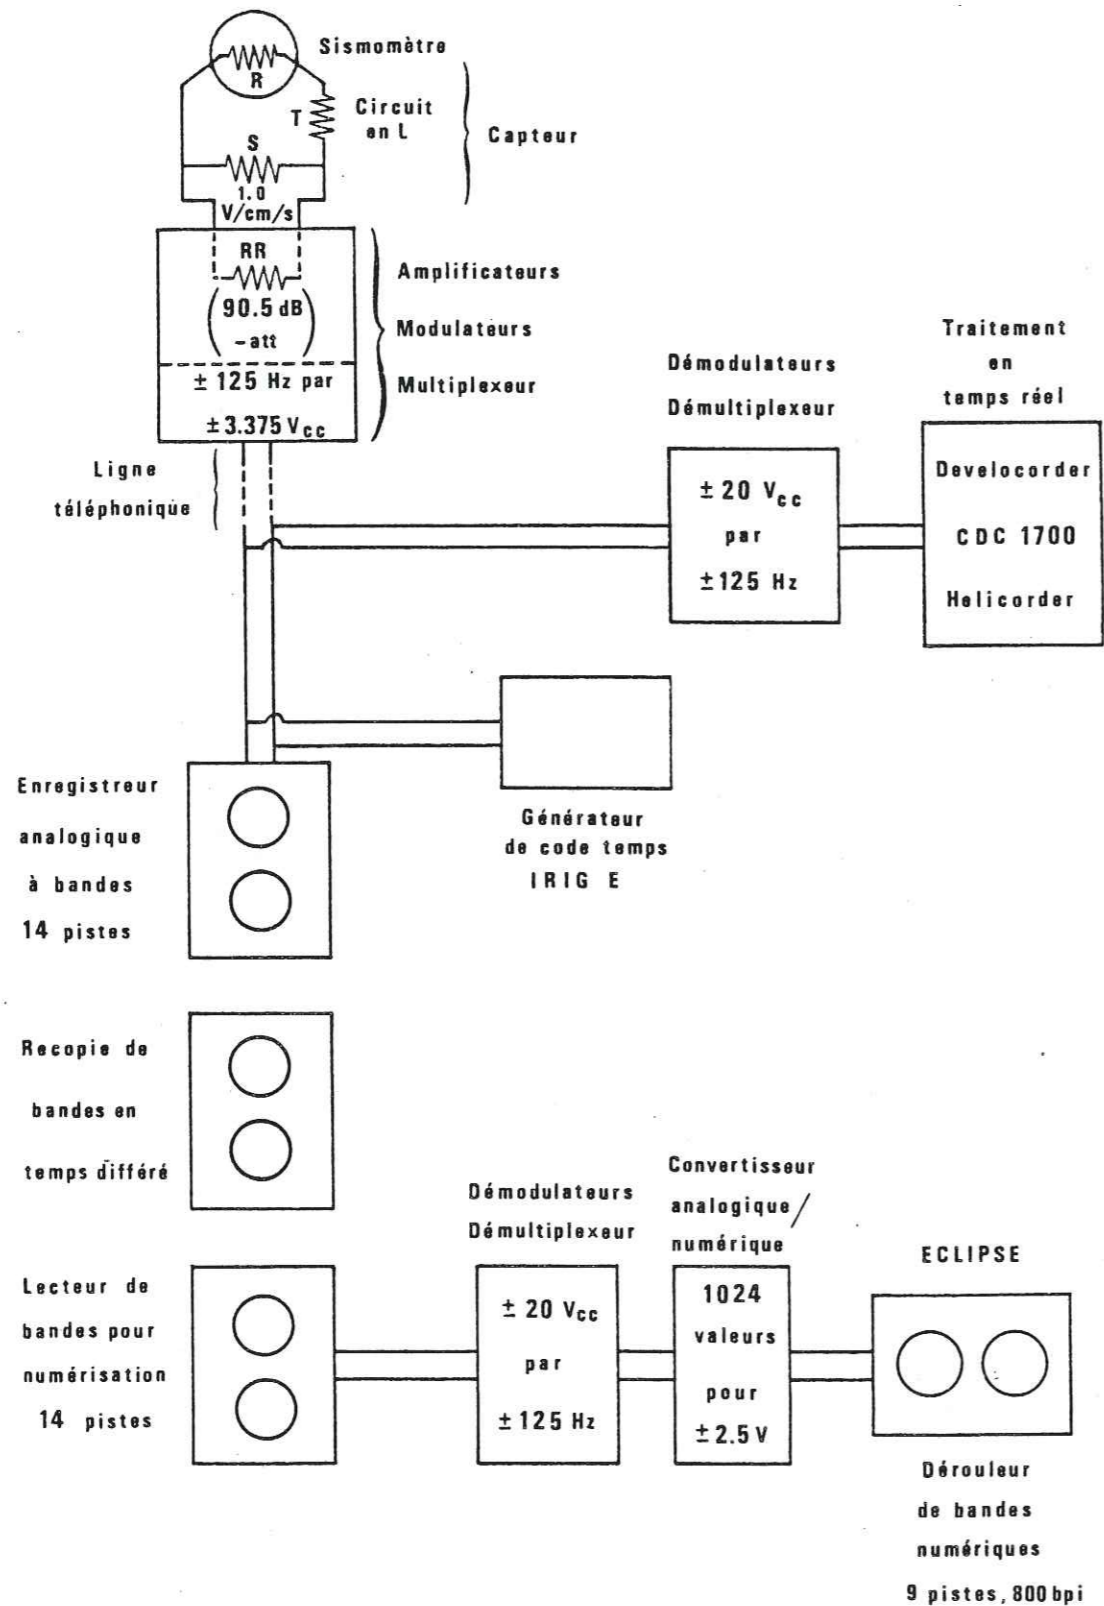 Sismomètre
R
T
Circuit
en L
Capteur
S
1.0
V/cm/s
RR
(90.5 dB
-att)
± 125 Hz par
± 3.375 Vcc
Amplificateurs
Modulateurs
Multiplexeur
Ligne
téléphonique
Démodulateurs
Démultiplexeur
± 20 Vcc
par
± 125 Hz
Traitement
en
temps réel
Develocorder
CDC 1700
Helicorder
Générateur
de code temps
IRIG E
Enregistreur
analogique
à bandes
14 pistes
Recopie de
bandes en
temps différé
Lecteur de
bandes pour
numérisation
14 pistes
Démodulateurs
Démultiplexeur
± 20 Vcc
par
± 125 Hz
Convertisseur
analogique /
numérique
1024
valeurs
pour
± 2.5 V
ECLIPSE
Dérouleur
de bandes
numériques
9 pistes, 800 bpi